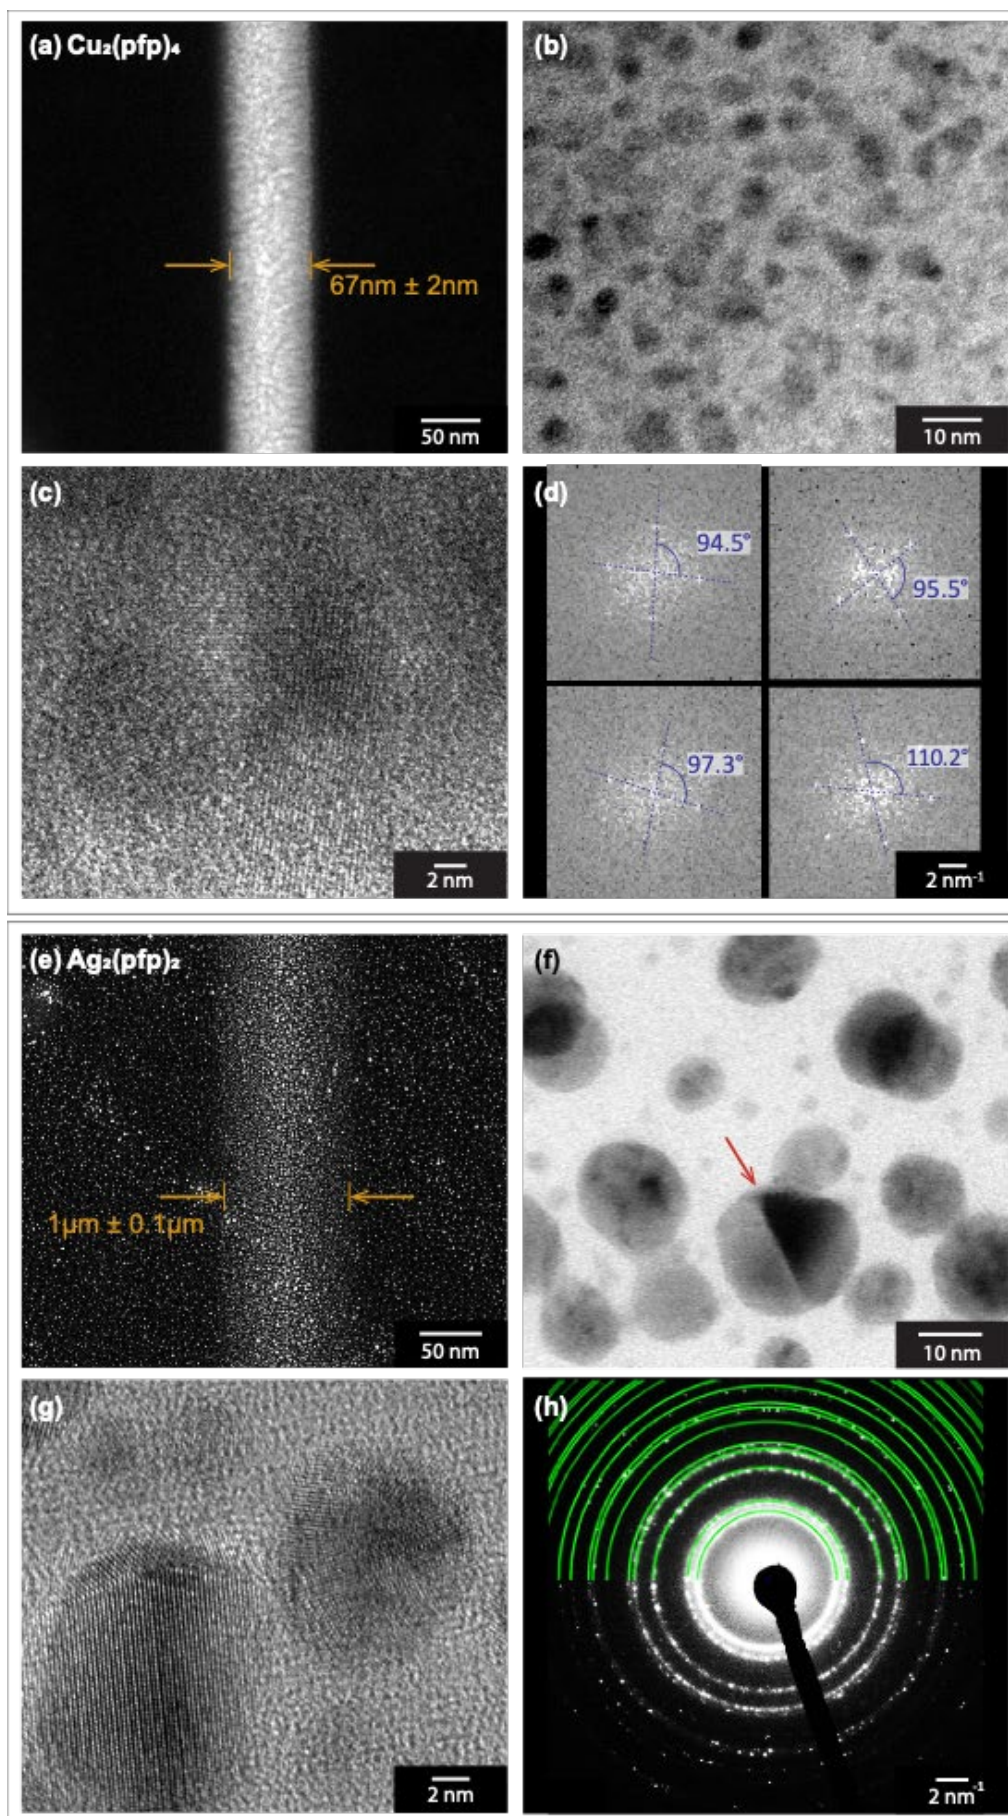 (a) Cu₂(pfp)₄
67nm ± 2nm
50 nm
(b)
10 nm
(c)
2 nm
(d)
94.5°
95.5°
97.3°
110.2°
2 nm⁻¹
(e) Ag₂(pfp)₂
1µm ± 0.1µm
50 nm
(f)
10 nm
(g)
2 nm
(h)
2 nm⁻¹